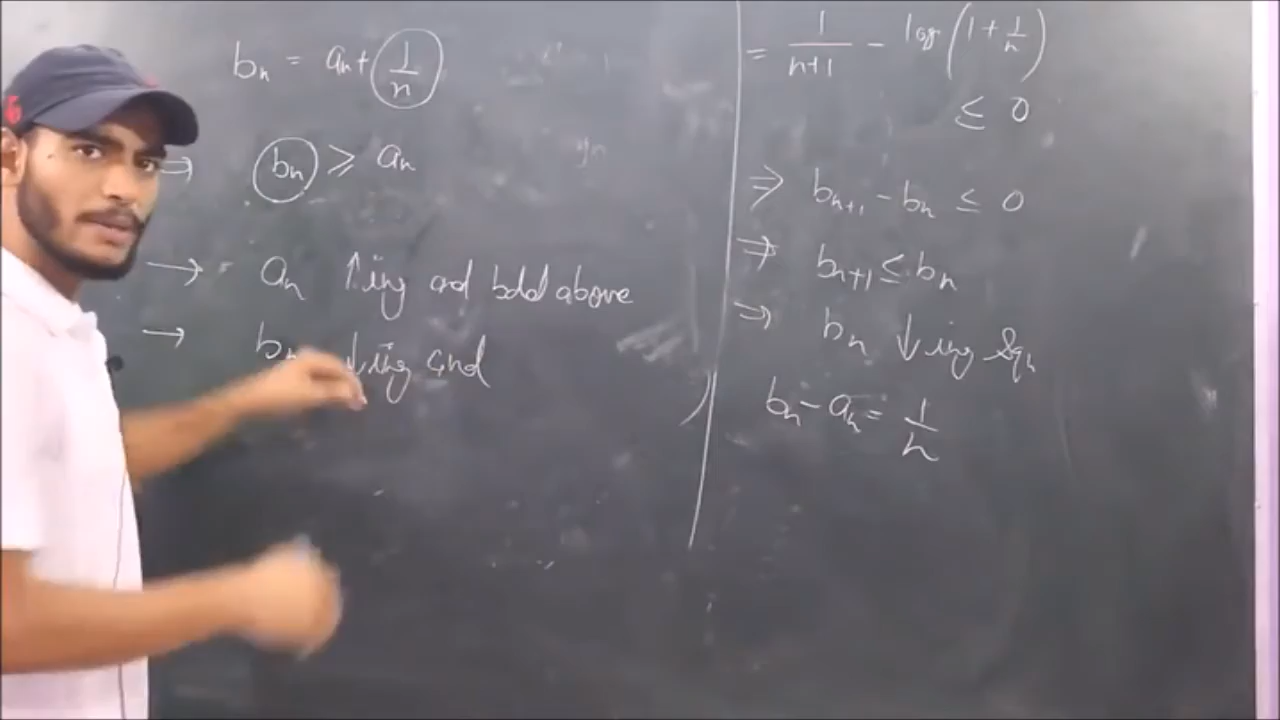 bₙ = aₙ + 1/n
⇒ bₙ ≥ aₙ
→ aₙ ↑ing and bdd above
→ bₙ ↓ing and
= 1/(n+1) - log(1 + 1/n)
≤ 0
⇒ bₙ₊₁ - bₙ ≤ 0
⇒ bₙ₊₁ ≤ bₙ
⇒ bₙ ↓ing Sqn
bₙ - aₙ = 1/n